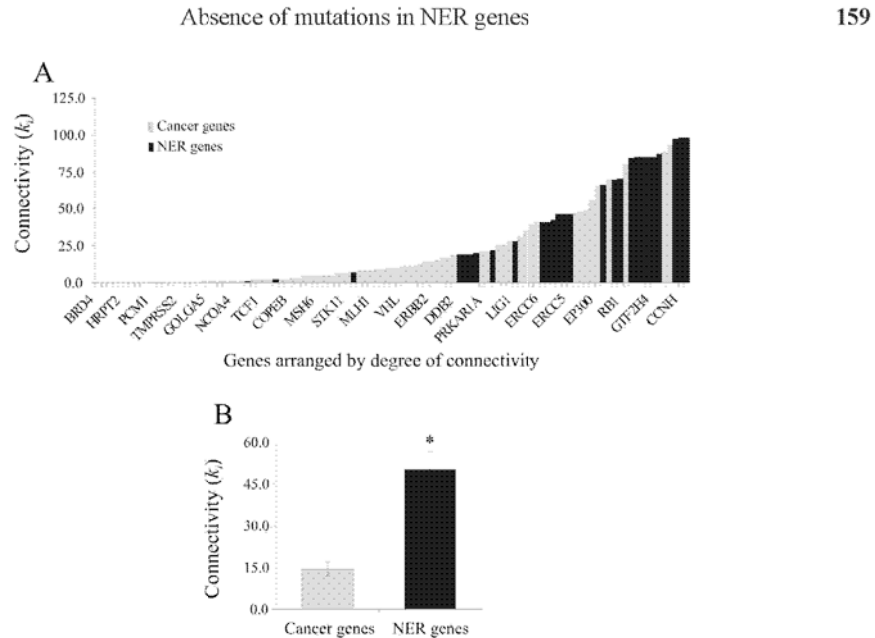 Absence of mutations in NER genes
159
A
125.0
100.0
75.0
50.0
25.0
0.0
Connectivity (ki)
Cancer genes
NER genes
BRD4
HRPT2
PCM1
TMPRSS2
GOLGA5
NCOA4
TCF1
COPEB
MSH6
STK11
MLH1
VHL
ERBB2
DDB2
PRKAR1A
LIG1
ERCC6
ERCC5
EP300
RB1
GTF2H4
CCNH
Genes arranged by degree of connectivity
B
60.0
45.0
30.0
15.0
0.0
Connectivity (ki)
*
Cancer genes
NER genes